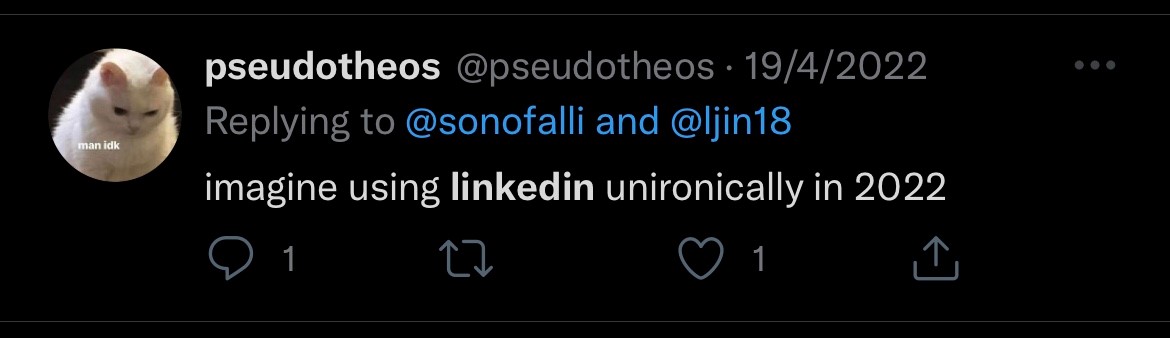 pseudotheos @pseudotheos · 19/4/2022
Replying to @sonofalli and @ljin18
man idk
imagine using linkedin unironically in 2022
1 1